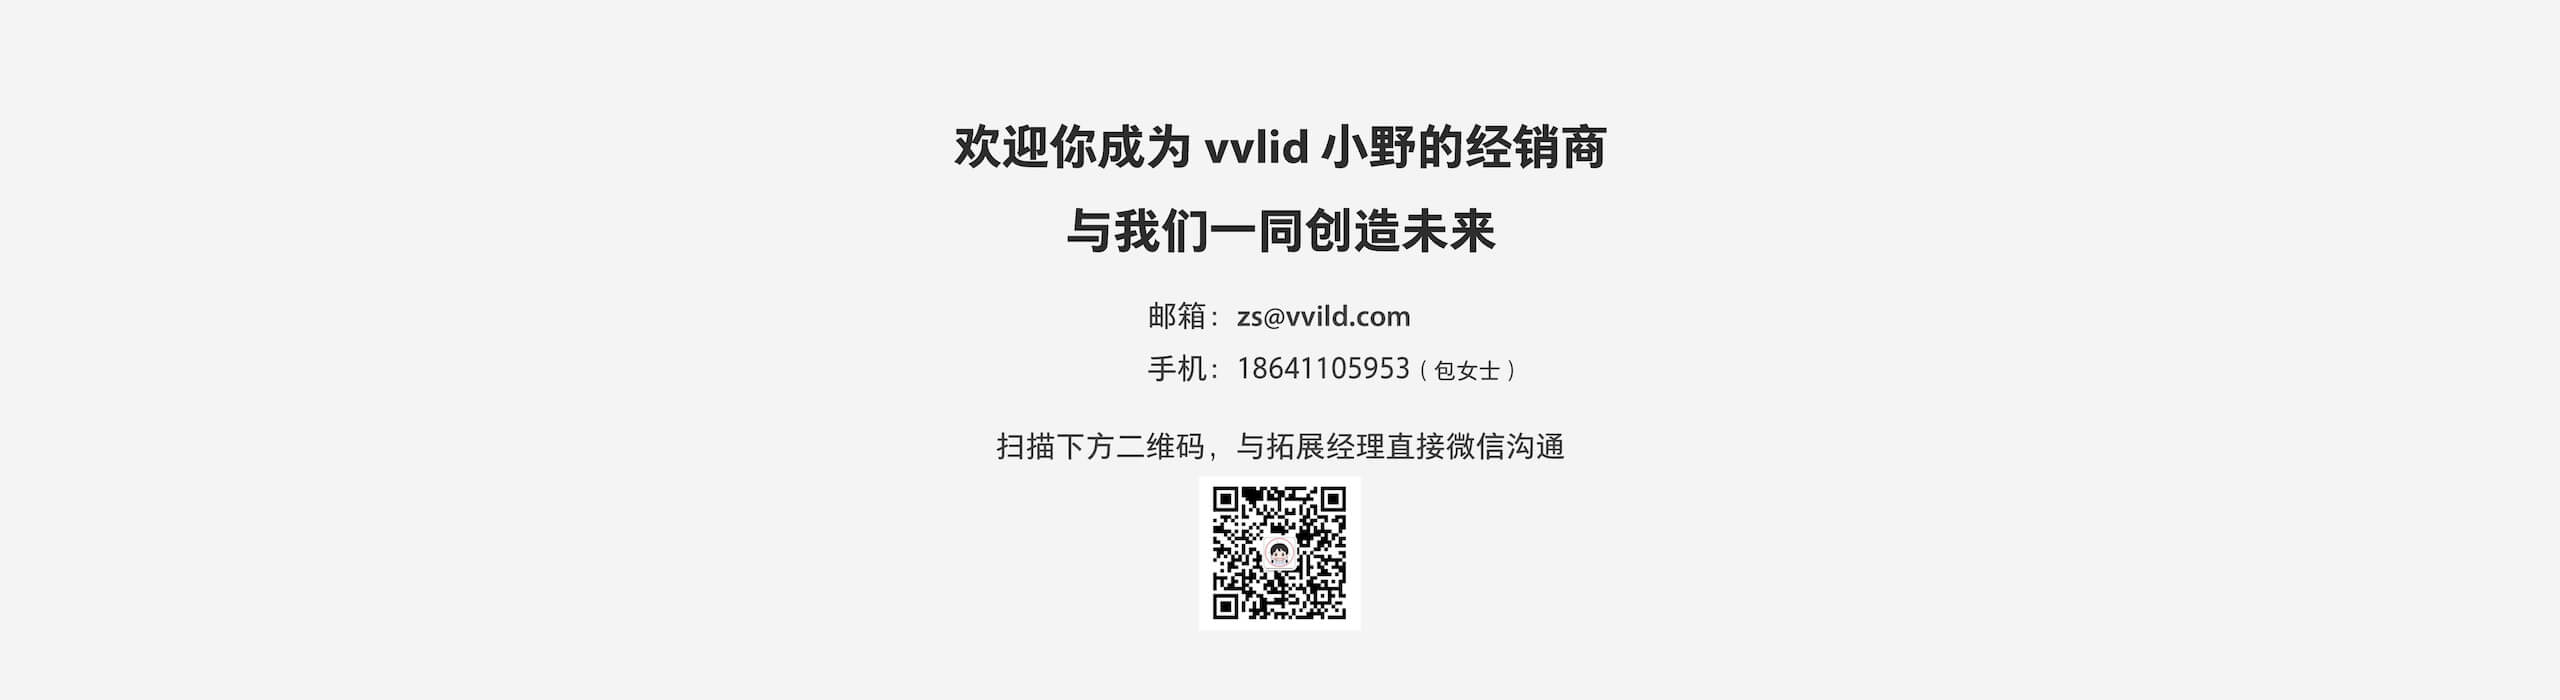 欢迎你成为 vvlid 小野的经销商
与我们一同创造未来
邮箱：zs@vvild.com
手机：18641105953（包女士）
扫描下方二维码，与拓展经理直接微信沟通